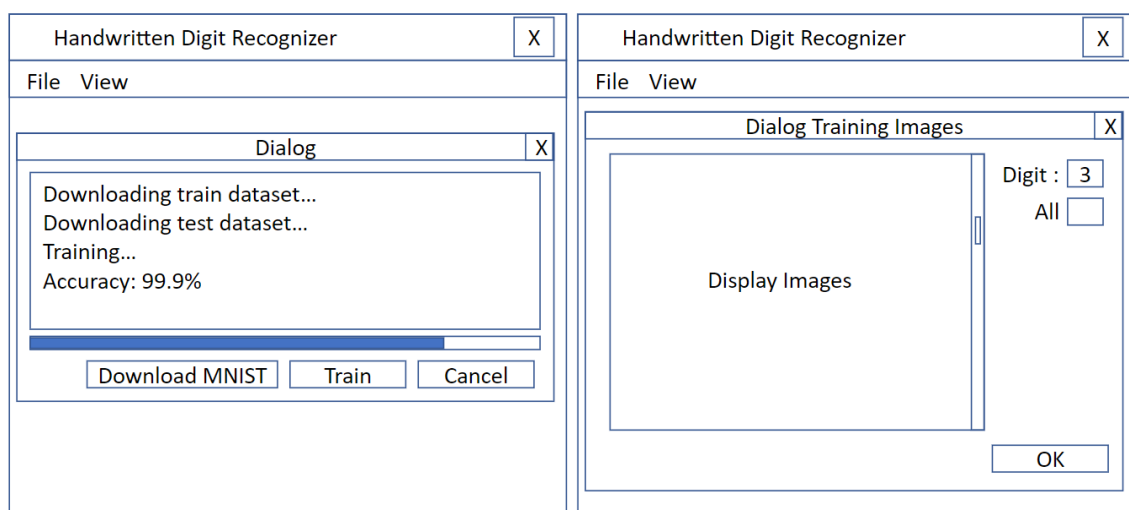 Handwritten Digit Recognizer X
File View
Dialog X
Downloading train dataset...
Downloading test dataset...
Training...
Accuracy: 99.9%
Download MNIST Train Cancel
Handwritten Digit Recognizer X
File View
Dialog Training Images X
Display Images
Digit : 3
All
OK